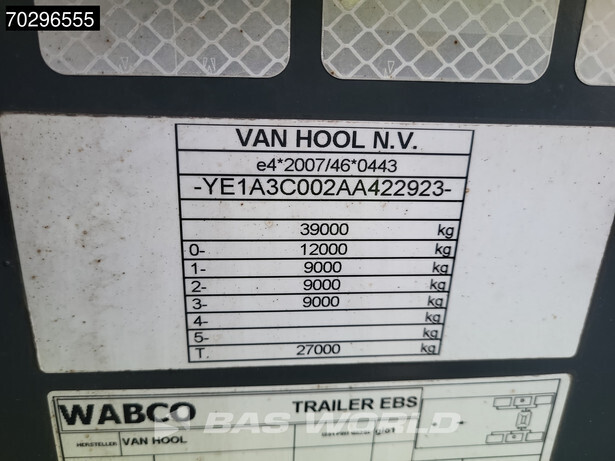 70296555
VAN HOOL N.V.
e4*2007/46*0443
-YE1A3C002AA422923-
39000 kg
0- 12000 kg
1- 9000 kg
2- 9000 kg
3- 9000 kg
4- kg
5- kg
T. 27000 kg
WABCO TRAILER EBS
BAS WORLD
HERSTELLER VAN HOOL